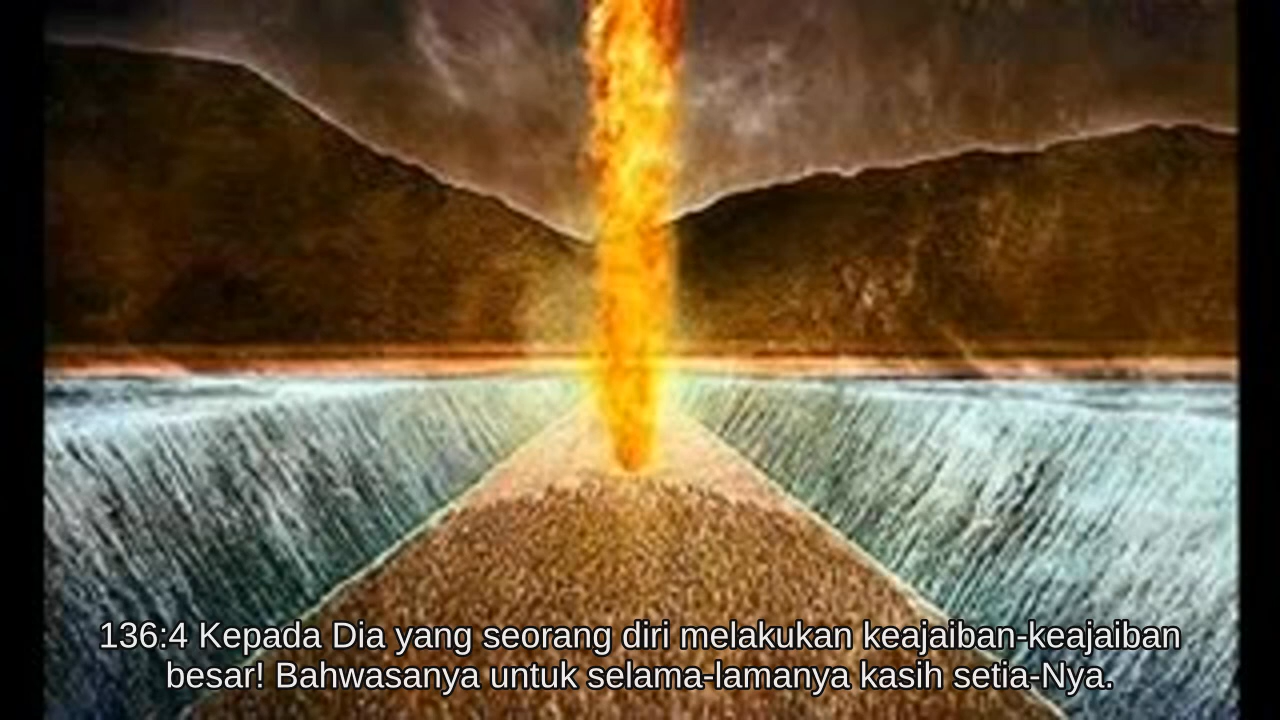 136:4 Kepada Dia yang seorang diri melakukan keajaiban-keajaiban
besar! Bahwasanya untuk selama-lamanya kasih setia-Nya.